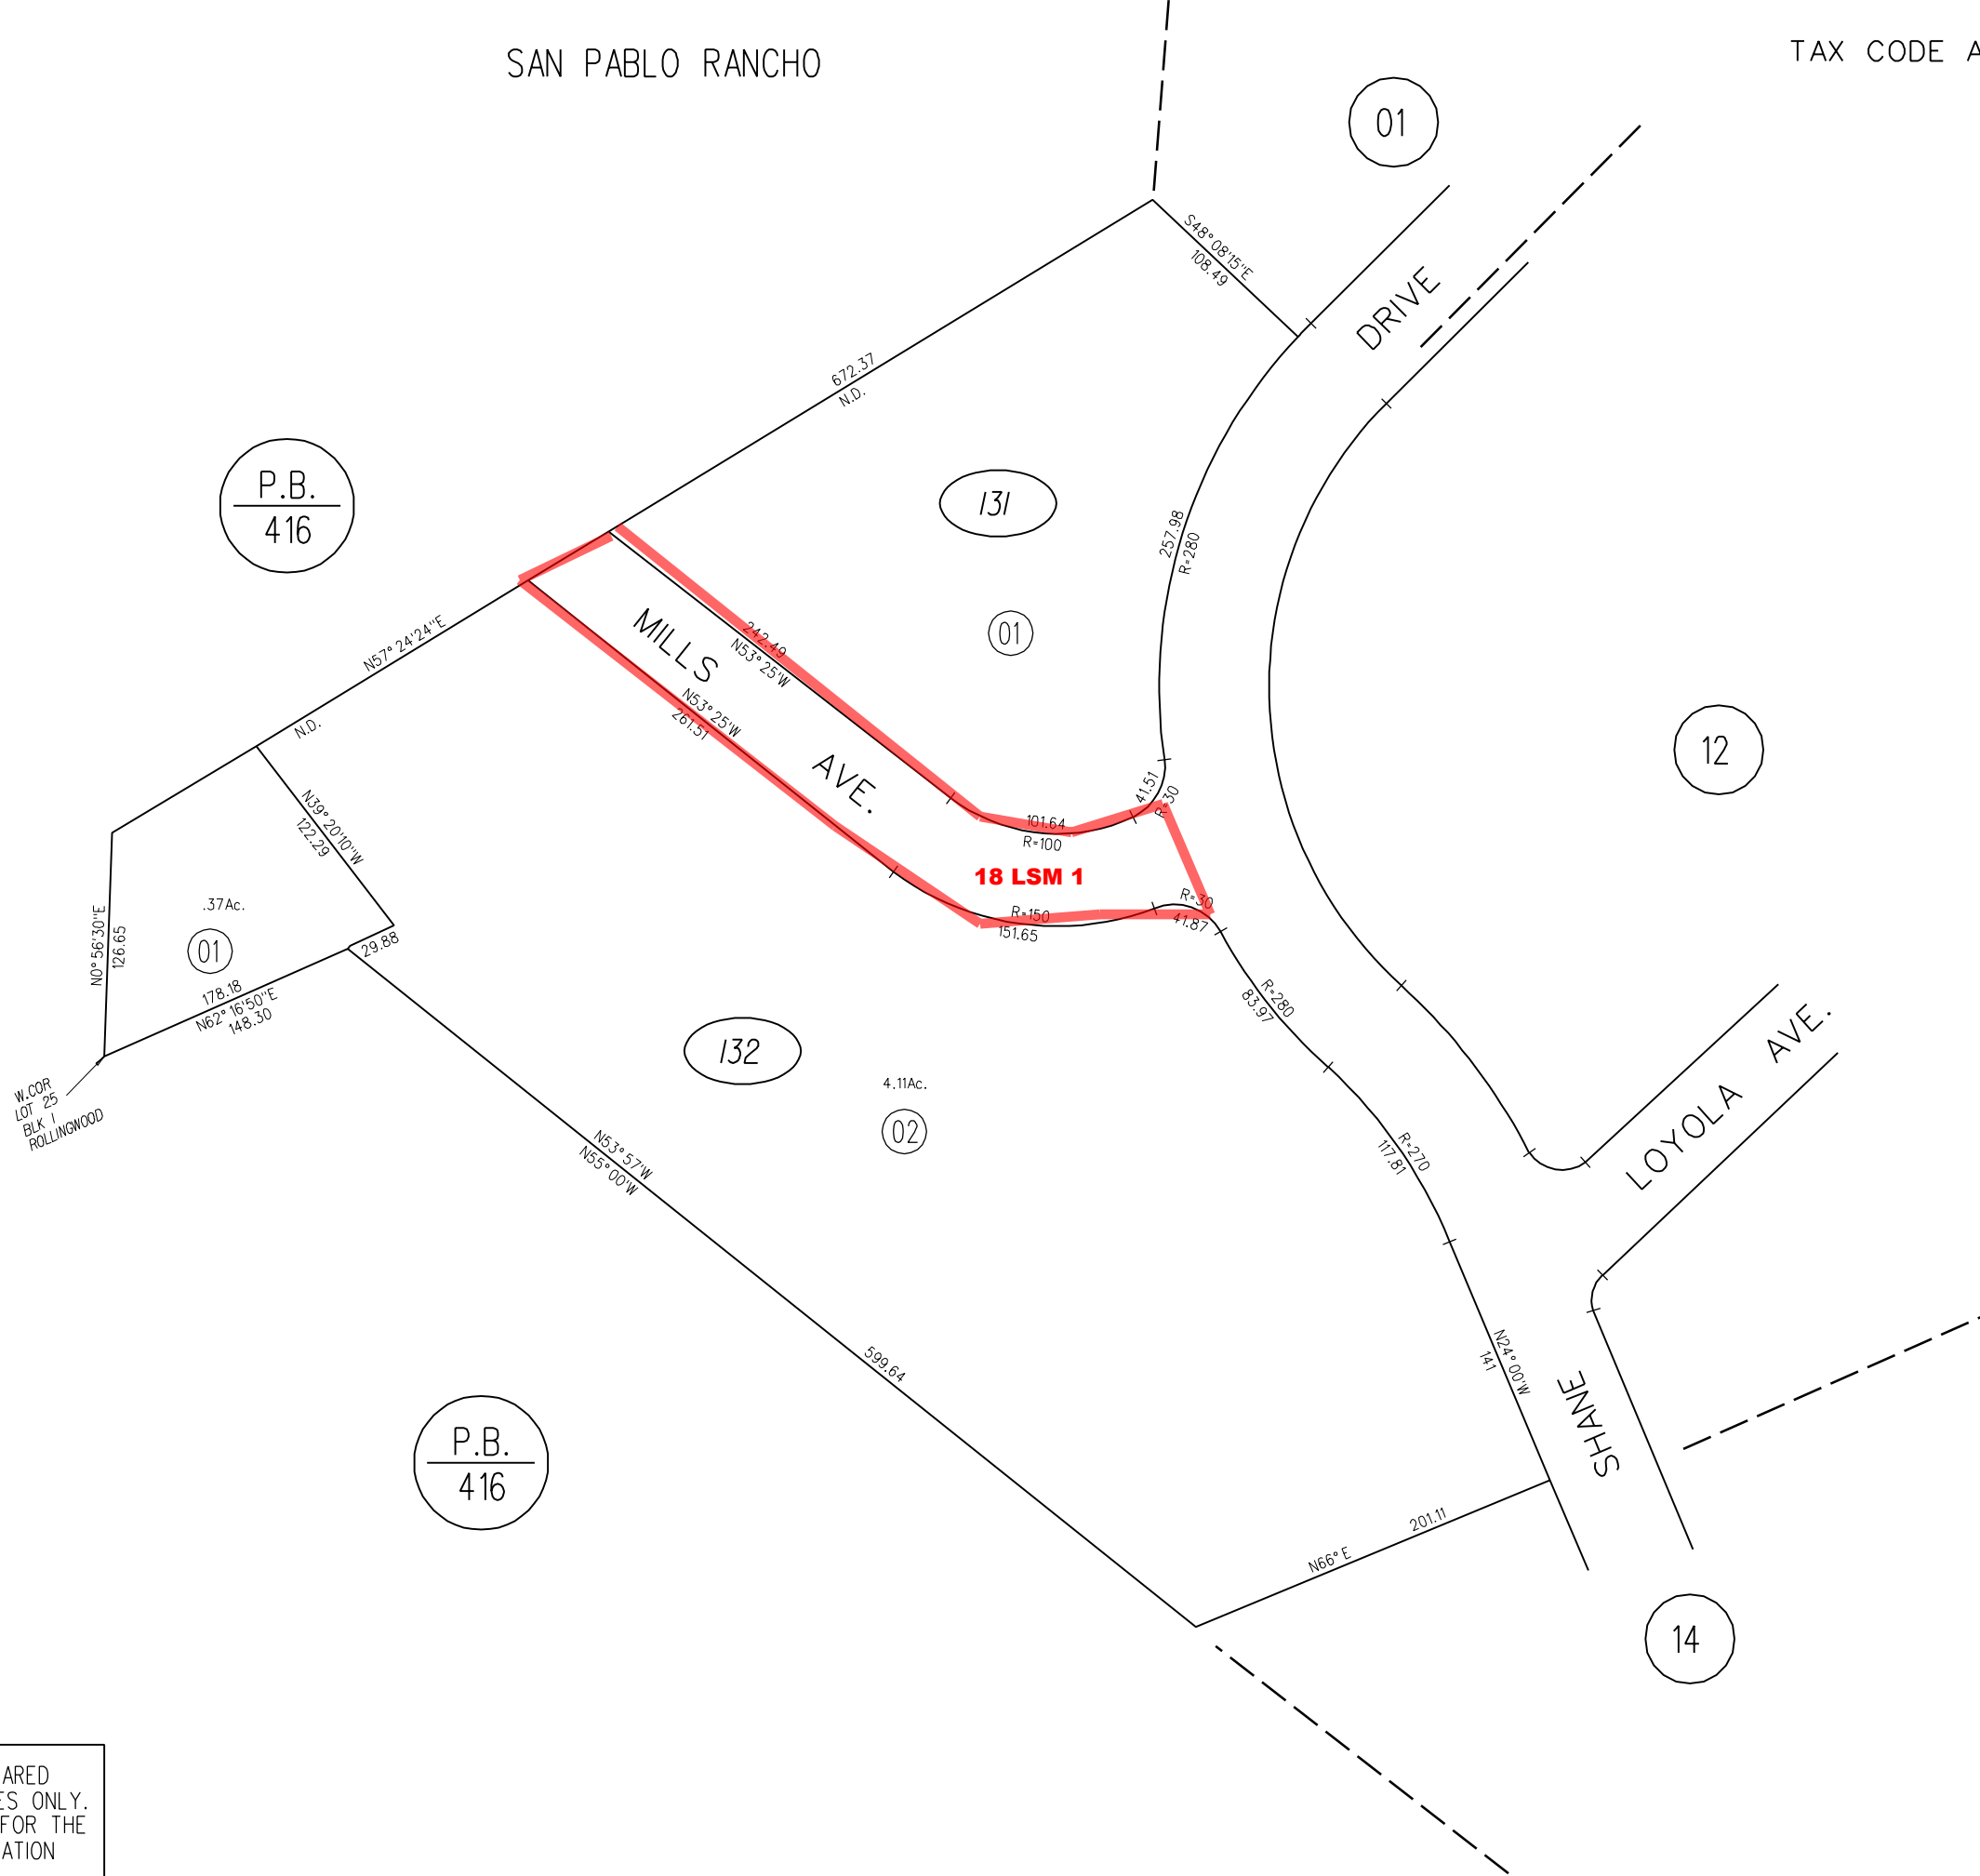 SAN PABLO RANCHO
TAX CODE A
01
S48°08'15"E
108.49
DRIVE
672.37
N.D.
P.B.
416
131
257.98
R=280
01
N57°24'24"E
N.D.
MILLS AVE.
242.49
N53°25'W
N53°25'W
261.51
12
41.51
R=30
101.64
R=100
18 LSM 1
R=150
151.65
R=30
41.87
N39°20'10"W
122.29
.37Ac.
01
N0°56'30"E
126.65
29.88
178.18
N62°16'50"E
148.30
R=280
83.97
W.COR
LOT 25
BLK 1
ROLLINGWOOD
132
4.11Ac.
02
LOYOLA AVE.
N53°57'W
N55°00'W
R=270
117.81
599.64
N24°00'W
141
SHANE
P.B.
416
201.11
N66°E
14
ARED
ES ONLY.
FOR THE
ATION